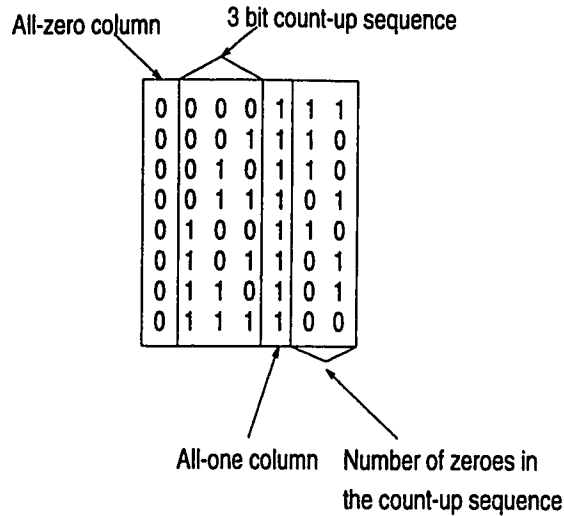 All-zero column
3 bit count-up sequence
0 0 0 0 1 1 1
0 0 0 1 1 1 0
0 0 1 0 1 1 0
0 0 1 1 1 0 1
0 1 0 0 1 1 0
0 1 0 1 1 0 1
0 1 1 0 1 0 1
0 1 1 1 1 0 0
All-one column
Number of zeroes in
the count-up sequence